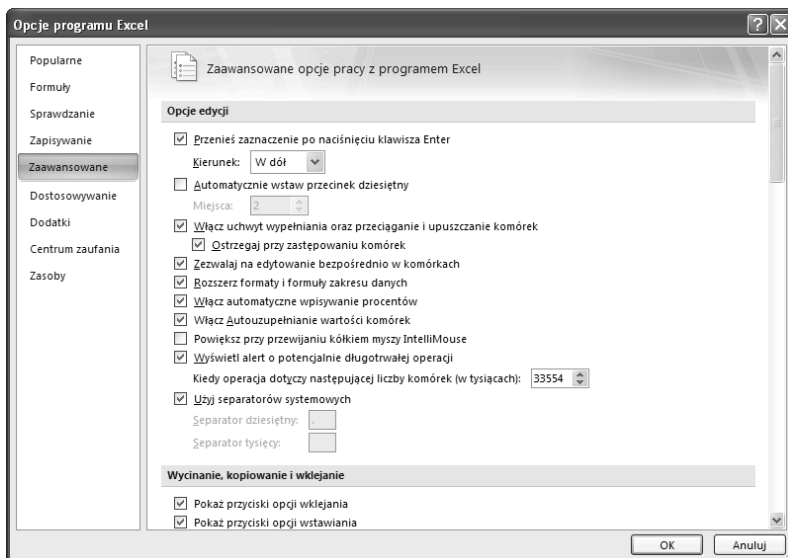 Opcje programu Excel
Popularne
Formuły
Sprawdzanie
Zapisywanie
Zaawansowane
Dostosowywanie
Dodatki
Centrum zaufania
Zasoby
Zaawansowane opcje pracy z programem Excel
Opcje edycji
Przenieś zaznaczenie po naciśnięciu klawisza Enter
Kierunek: W dół
Automatycznie wstaw przecinek dziesiętny
Miejsca: 2
Włącz uchwyt wypełniania oraz przeciąganie i upuszczanie komórek
Ostrzegaj przy zastępowaniu komórek
Zezwalaj na edytowanie bezpośrednio w komórkach
Rozszerz formaty i formuły zakresu danych
Włącz automatyczne wpisywanie procentów
Włącz Autouzupełnianie wartości komórek
Powiększ przy przewijaniu kółkiem myszy IntelliMouse
Wyświetl alert o potencjalnie długotrwałej operacji
Kiedy operacja dotyczy następującej liczby komórek (w tysiącach): 33554
Użyj separatorów systemowych
Separator dziesiętny: .
Separator tysięcy:
Wycinanie, kopiowanie i wklejanie
Pokaż przyciski opcji wklejania
Pokaż przyciski opcji wstawiania
OK
Anuluj